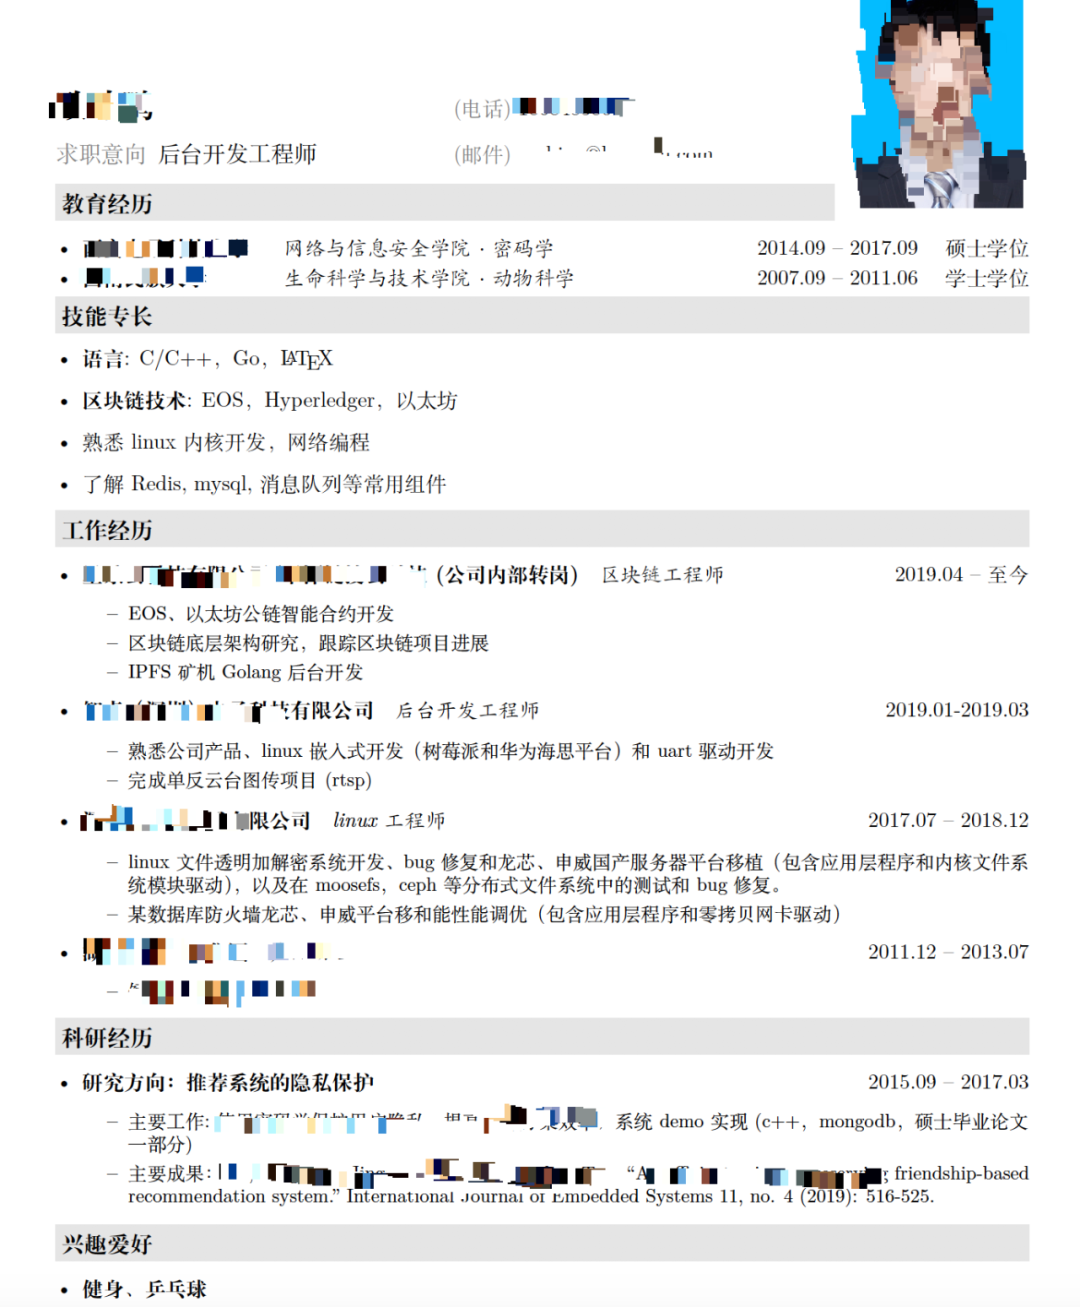 (电话)
求职意向 后台开发工程师
(邮件)
教育经历
• 网络与信息安全学院 · 密码学 2014.09 – 2017.09 硕士学位
• 生命科学与技术学院 · 动物科学 2007.09 – 2011.06 学士学位
技能专长
• 语言: C/C++, Go, LATEX
• 区块链技术: EOS, Hyperledger, 以太坊
• 熟悉 linux 内核开发, 网络编程
• 了解 Redis, mysql, 消息队列等常用组件
工作经历
• (公司内部转岗) 区块链工程师 2019.04 – 至今
– EOS、以太坊公链智能合约开发
– 区块链底层架构研究, 跟踪区块链项目进展
– IPFS 矿机 Golang 后台开发
• 有限公司 后台开发工程师 2019.01-2019.03
– 熟悉公司产品、linux 嵌入式开发（树莓派和华为海思平台）和 uart 驱动开发
– 完成单反云台图传项目 (rtsp)
• 限公司 linux 工程师 2017.07 – 2018.12
– linux 文件透明加解密系统开发、bug 修复和龙芯、申威国产服务器平台移植（包含应用层程序和内核文件系
统模块驱动）, 以及在 moosefs, ceph 等分布式文件系统中的测试和 bug 修复。
– 某数据库防火墙龙芯、申威平台移和能性能调优（包含应用层程序和零拷贝网卡驱动）
• 2011.12 – 2013.07
科研经历
• 研究方向: 推荐系统的隐私保护 2015.09 – 2017.03
– 主要工作: 系统 demo 实现 (c++, mongodb, 硕士毕业论文
一部分)
– 主要成果: friendship-based
recommendation system.” International Journal of Embedded Systems 11, no. 4 (2019): 516-525.
兴趣爱好
• 健身、乒乓球